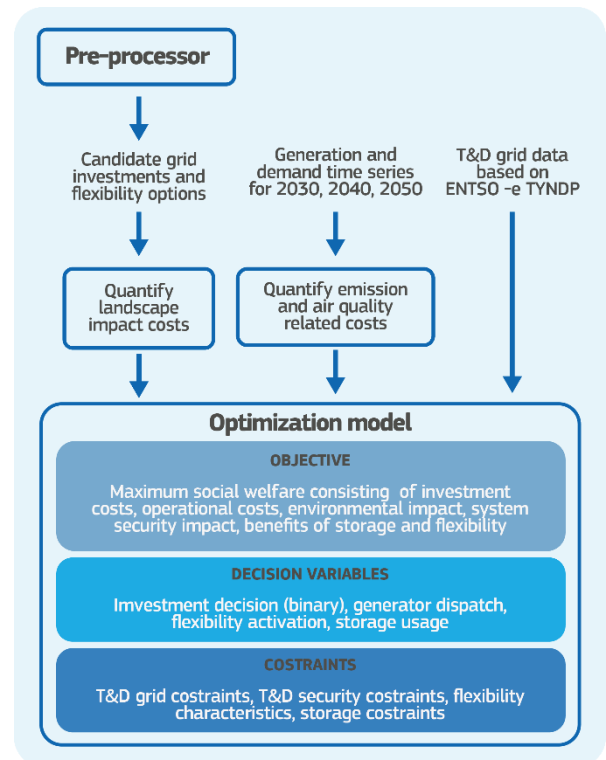 Pre-processor
Candidate grid
investments and
flexibility options
Generation and
demand time series
for 2030, 2040, 2050
T&D grid data
based on
ENTSO -e TYNDP
Quantify
landscape
impact costs
Quantify emission
and air quality
related costs
Optimization model
OBJECTIVE
Maximum social welfare consisting of investment
costs, operational costs, environmental impact, system
security impact, benefits of storage and flexibility
DECISION VARIABLES
Imvestment decision (binary), generator dispatch,
flexibility activation, storage usage
COSTRAINTS
T&D grid costraints, T&D security costraints, flexibility
characteristics, storage costraints